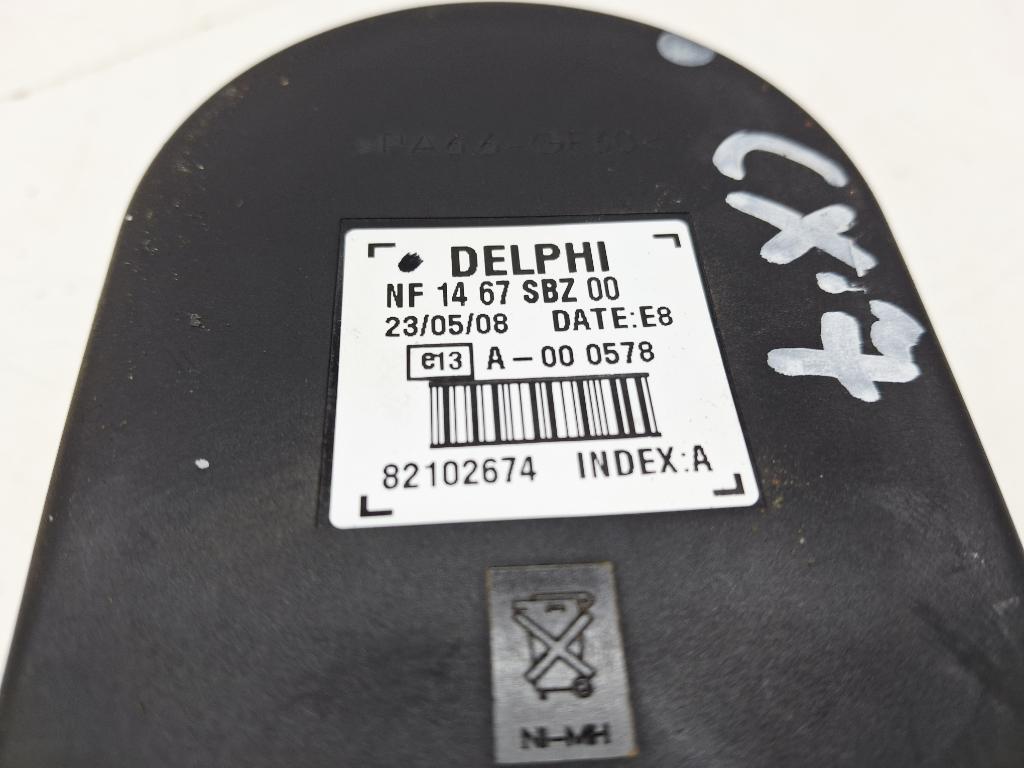 DELPHI
NF 14 67 SBZ 00
23/05/08 DATE:E8
e13 A-00 0578
82102674 INDEX:A
NI-MH
CX-7